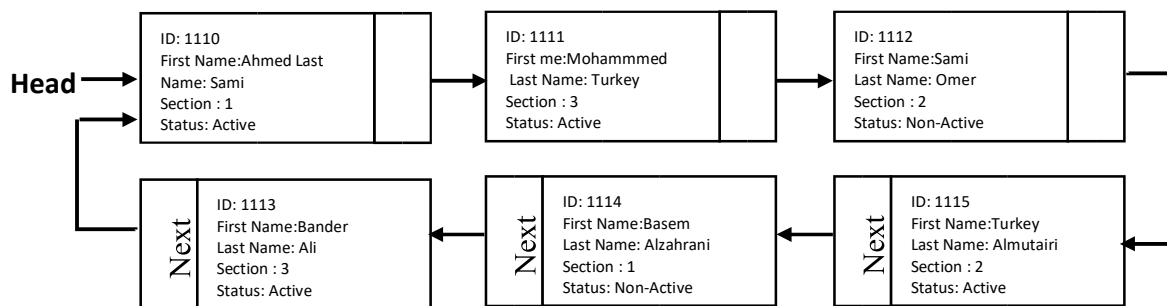 Head
ID: 1110
First Name:Ahmed Last
Name: Sami
Section : 1
Status: Active
ID: 1111
First me:Mohammmed
Last Name: Turkey
Section : 3
Status: Active
ID: 1112
First Name:Sami
Last Name: Omer
Section : 2
Status: Non-Active
Next
ID: 1113
First Name:Bander
Last Name: Ali
Section : 3
Status: Active
Next
ID: 1114
First Name:Basem
Last Name: Alzahrani
Section : 1
Status: Non-Active
Next
ID: 1115
First Name:Turkey
Last Name: Almutairi
Section : 2
Status: Active